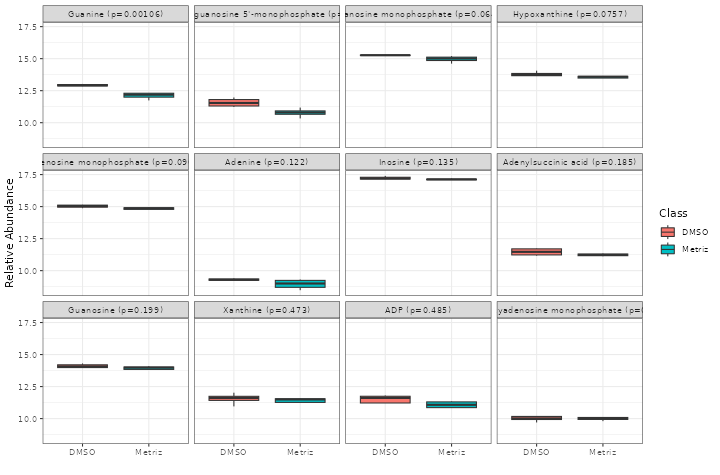 Guanine (p=0.00106)
guanosine 5'-monophosphate (p=
anosine monophosphate (p=0.06
Hypoxanthine (p=0.0757)
17.5
15.0
12.5
10.0
enosine monophosphate (p=0.09
Adenine (p=0.122)
Inosine (p=0.135)
Adenylsuccinic acid (p=0.185)
17.5
15.0
12.5
10.0
Relative Abundance
Class
DMSO
Metriz
Guanosine (p=0.199)
Xanthine (p=0.473)
ADP (p=0.485)
yadenosine monophosphate (p=
17.5
15.0
12.5
10.0
DMSO Metriz DMSO Metriz DMSO Metriz DMSO Metriz